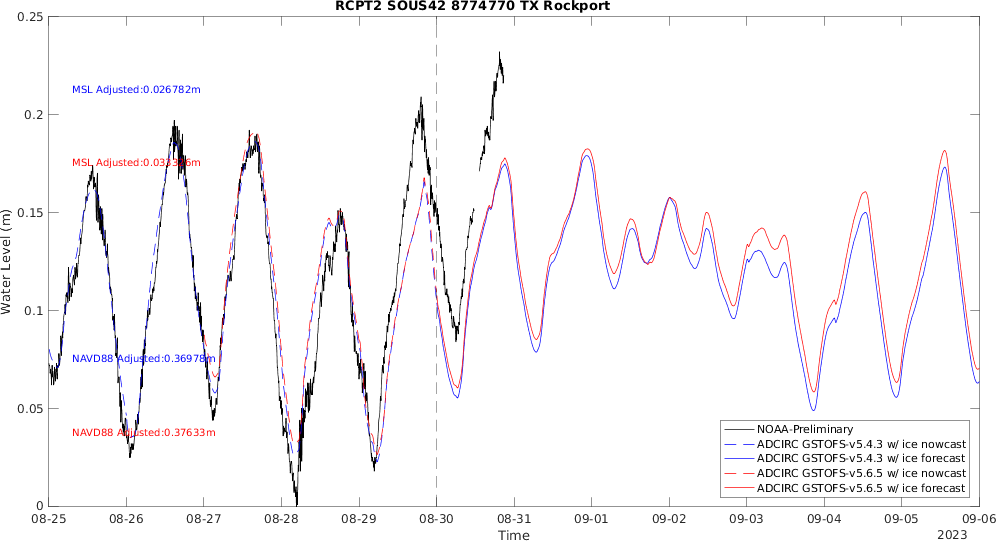 RCPT2 SOUS42 8774770 TX Rockport
0.25
0.2
0.15
0.1
0.05
0
Water Level (m)
MSL Adjusted:0.026782m
MSL Adjusted:0.033376m
NAVD88 Adjusted:0.36978m
NAVD88 Adjusted:0.37633m
NOAA-Preliminary
ADCIRC GSTOFS-v5.4.3 w/ ice nowcast
ADCIRC GSTOFS-v5.4.3 w/ ice forecast
ADCIRC GSTOFS-v5.6.5 w/ ice nowcast
ADCIRC GSTOFS-v5.6.5 w/ ice forecast
08-25 08-26 08-27 08-28 08-29 08-30 08-31 09-01 09-02 09-03 09-04 09-05 09-06
Time
2023